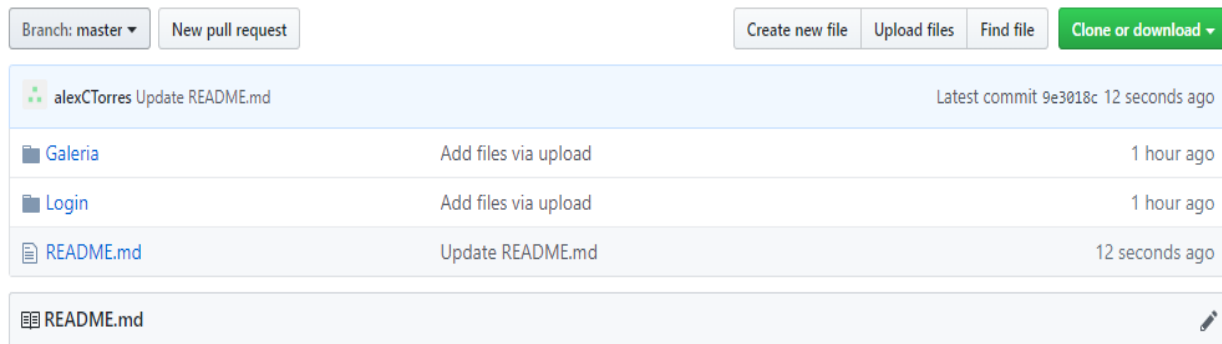 Branch: master New pull request Create new file Upload files Find file Clone or download
alexCTorres Update README.md Latest commit 9e3018c 12 seconds ago
Galeria Add files via upload 1 hour ago
Login Add files via upload 1 hour ago
README.md Update README.md 12 seconds ago
README.md